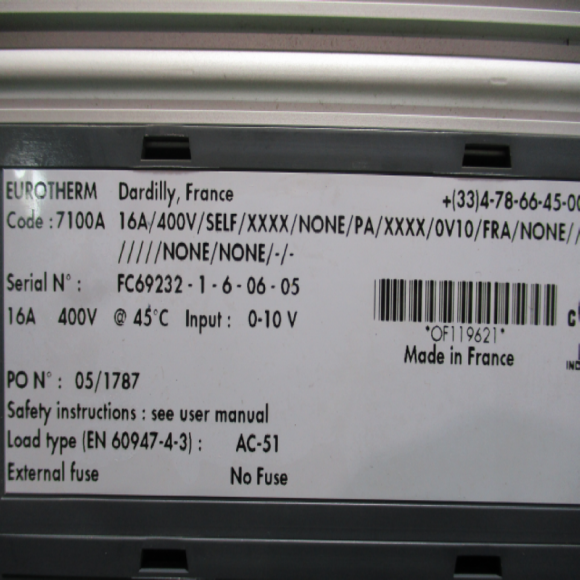 EUROTHERM Dardilly, France +(33)4-78-66-45-00
Code : 7100A 16A/400V/SELF/XXXX/NONE/PA/XXXX/0V10/FRA/NONE//
/////NONE/NONE/-/-
Serial N° : FC69232 - 1 - 6 - 06 - 05
16A 400V @ 45°C Input : 0-10 V
*OF119621*
Made in France
PO N° : 05/1787
Safety instructions : see user manual
Load type (EN 60947-4-3) : AC-51
External fuse No Fuse